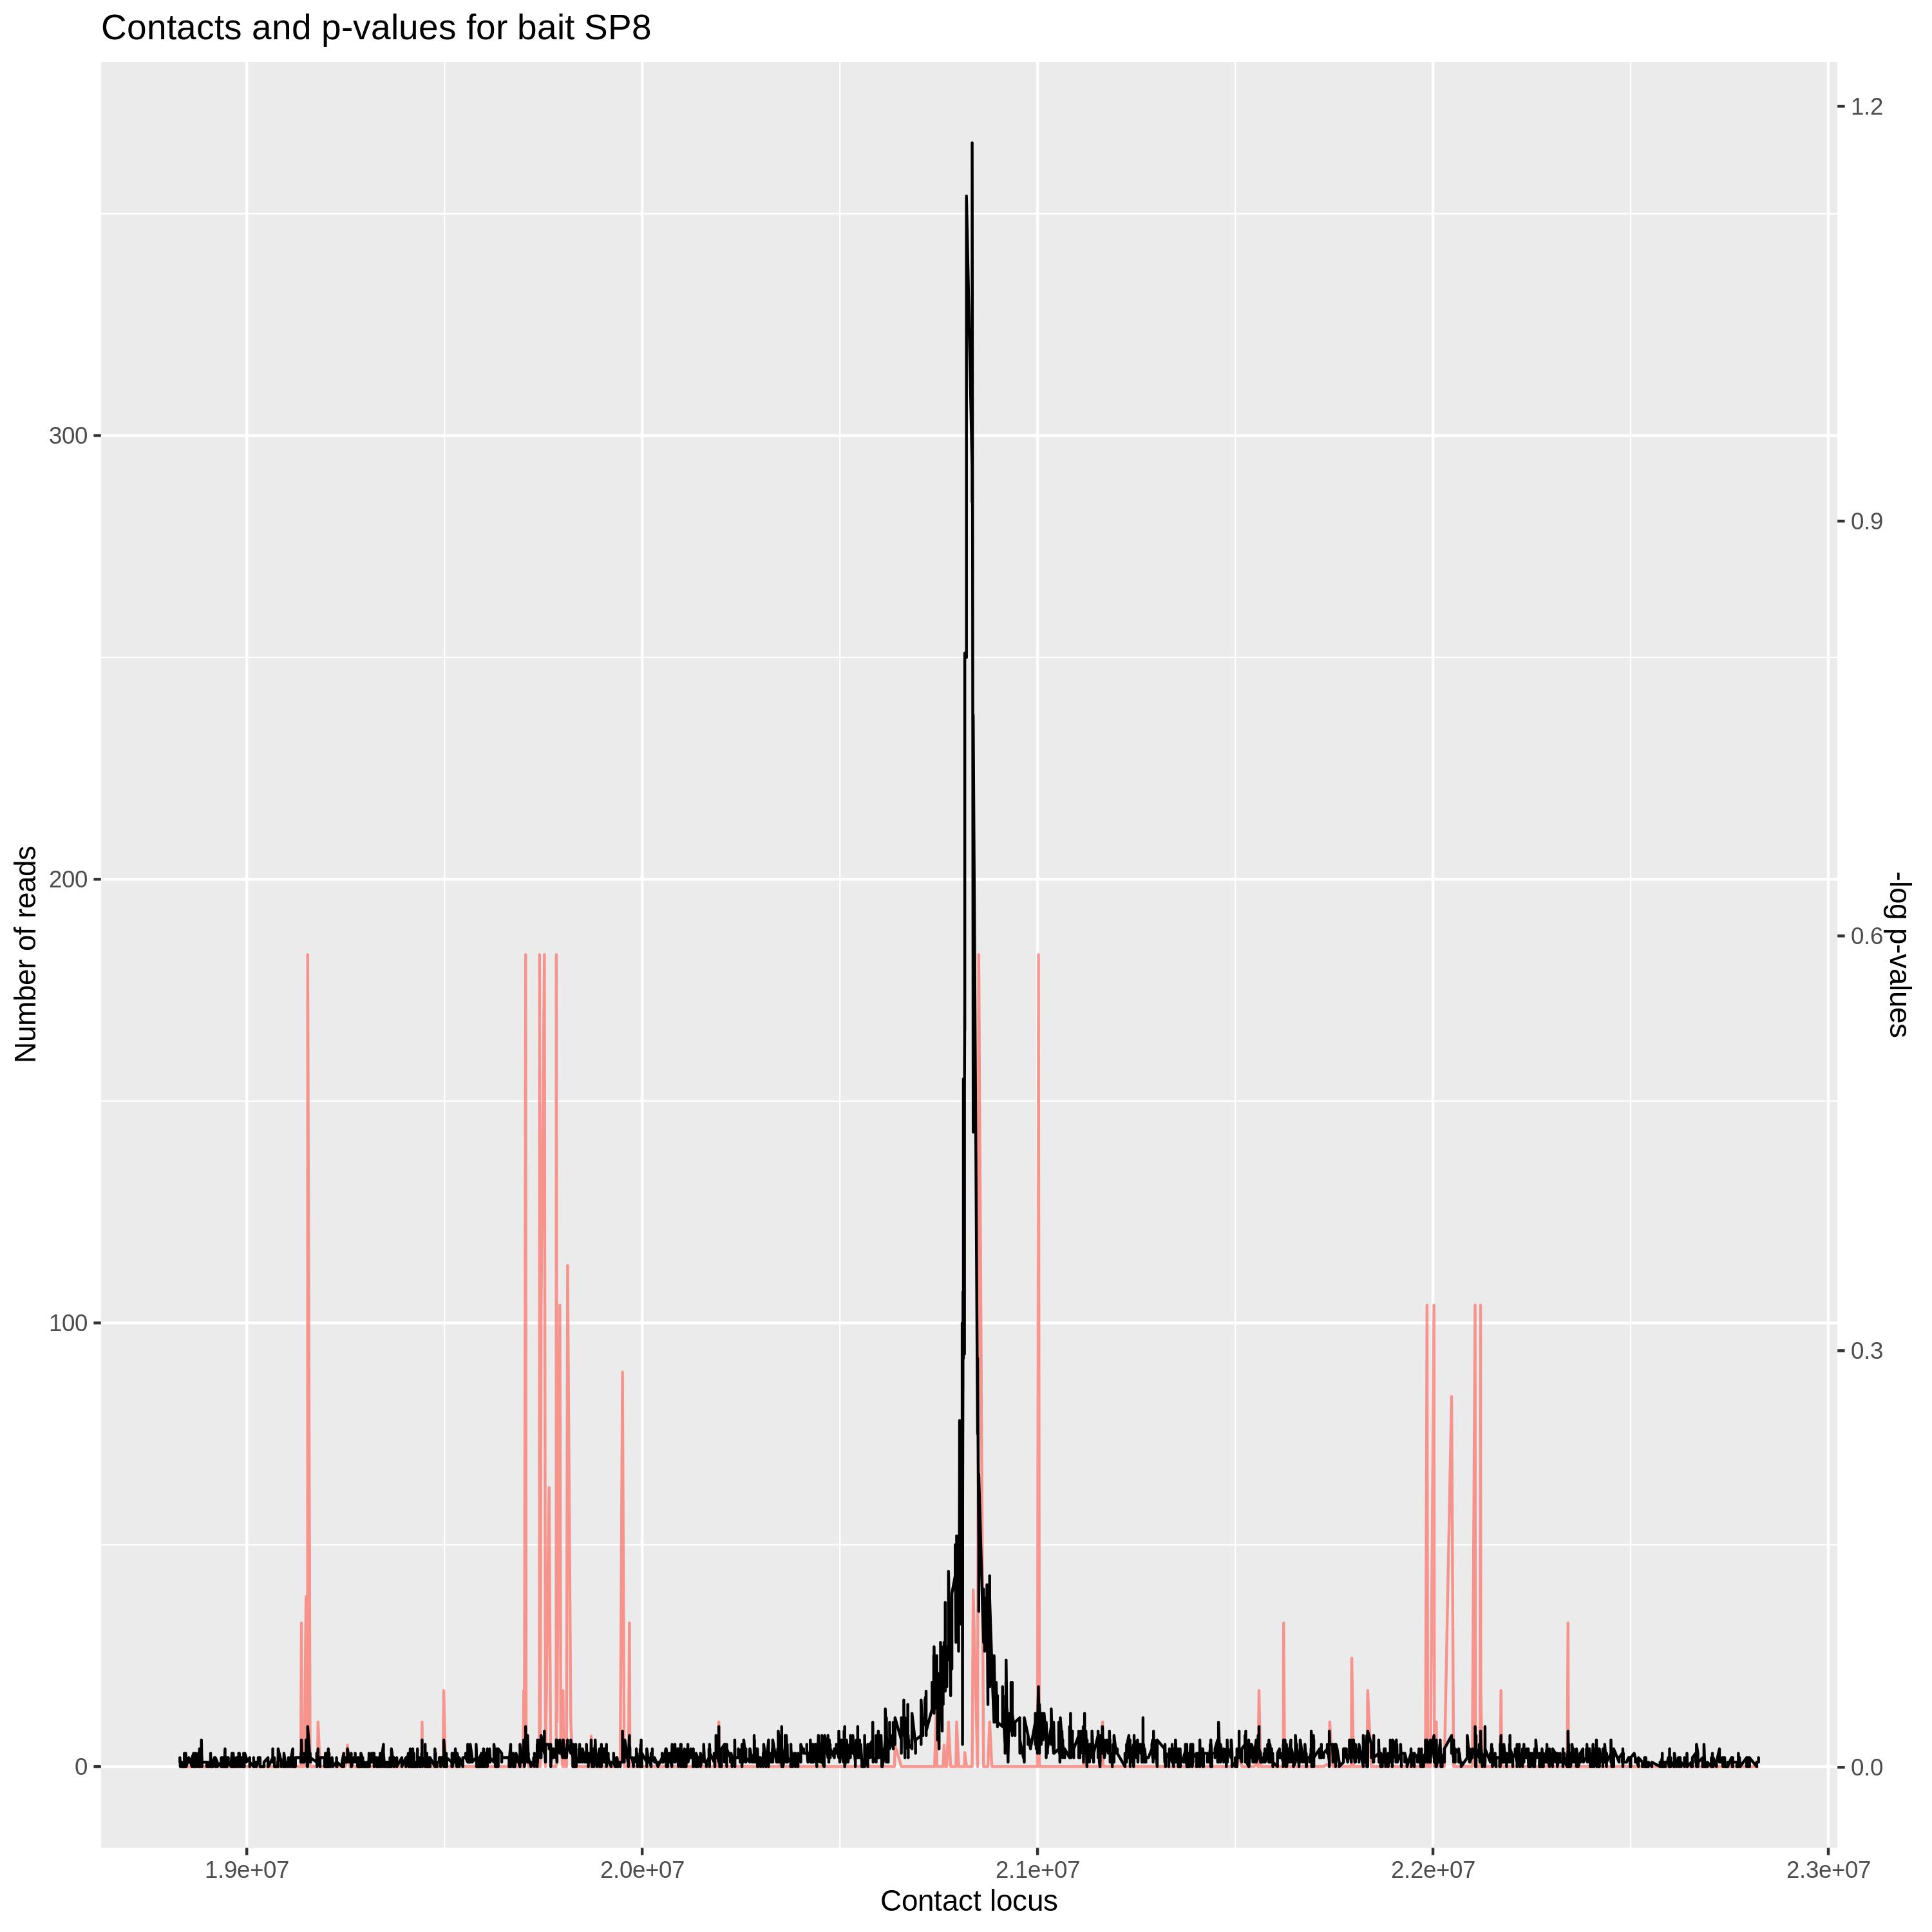 Contacts and p-values for bait SP8
Number of reads
300
200
100
0
1.2
0.9
0.6
0.3
0.0
-log p-values
1.9e+07
2.0e+07
2.1e+07
2.2e+07
2.3e+07
Contact locus